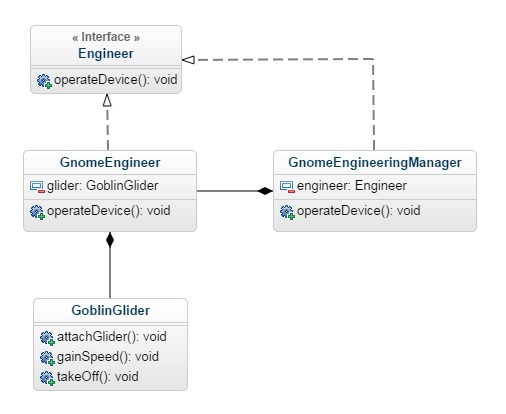 « Interface »
Engineer
operateDevice(): void
GnomeEngineer
glider: GoblinGlider
operateDevice(): void
GnomeEngineeringManager
engineer: Engineer
operateDevice(): void
GoblinGlider
attachGlider(): void
gainSpeed(): void
takeOff(): void